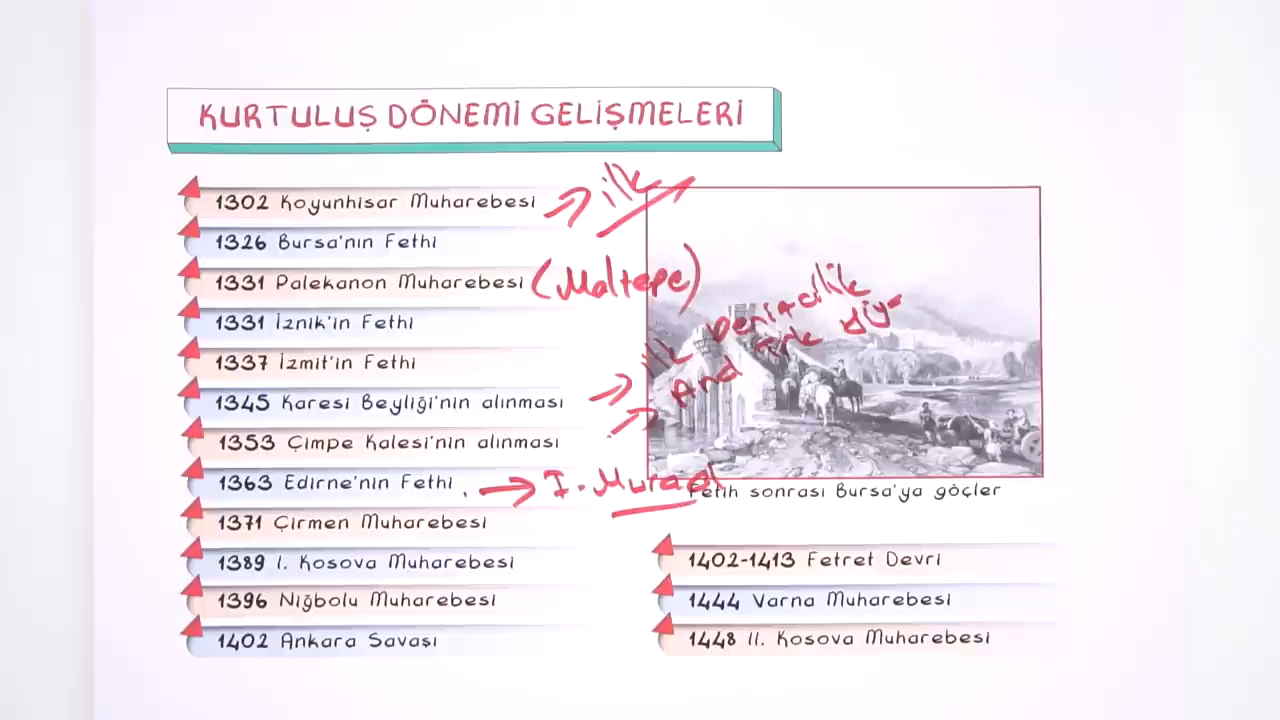 KURTULUŞ DÖNEMİ GELİŞMELERİ
1302 Koyunhisar Muharebesi
ilk
1326 Bursa'nın Fethi
1331 Palekanon Muharebesi
(Maltepe)
1331 İznik'in Fethi
1337 İzmit'in Fethi
1345 Karesi Beyliği'nin alınması
ilk Denizcilik
And
1353 Çimpe Kalesi'nin alınması
1363 Edirne'nin Fethi
I. Murad
1371 Çirmen Muharebesi
1389 I. Kosova Muharebesi
1396 Niğbolu Muharebesi
1402 Ankara Savaşı
Fetih sonrası Bursa'ya göçler
1402-1413 Fetret Devri
1444 Varna Muharebesi
1448 II. Kosova Muharebesi